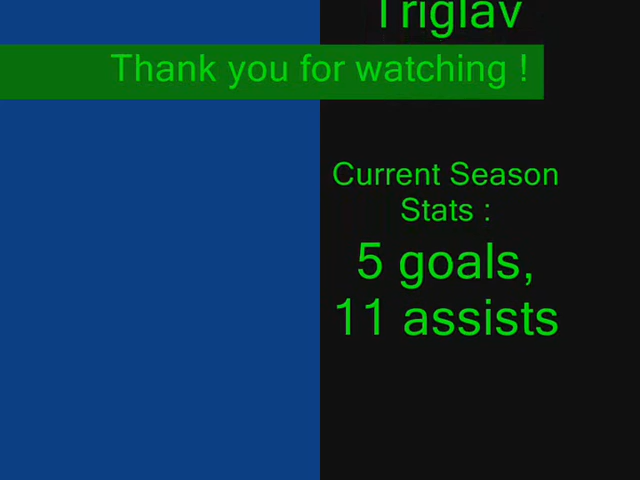 Triglav
Thank you for watching !
Current Season
Stats :
5 goals,
11 assists